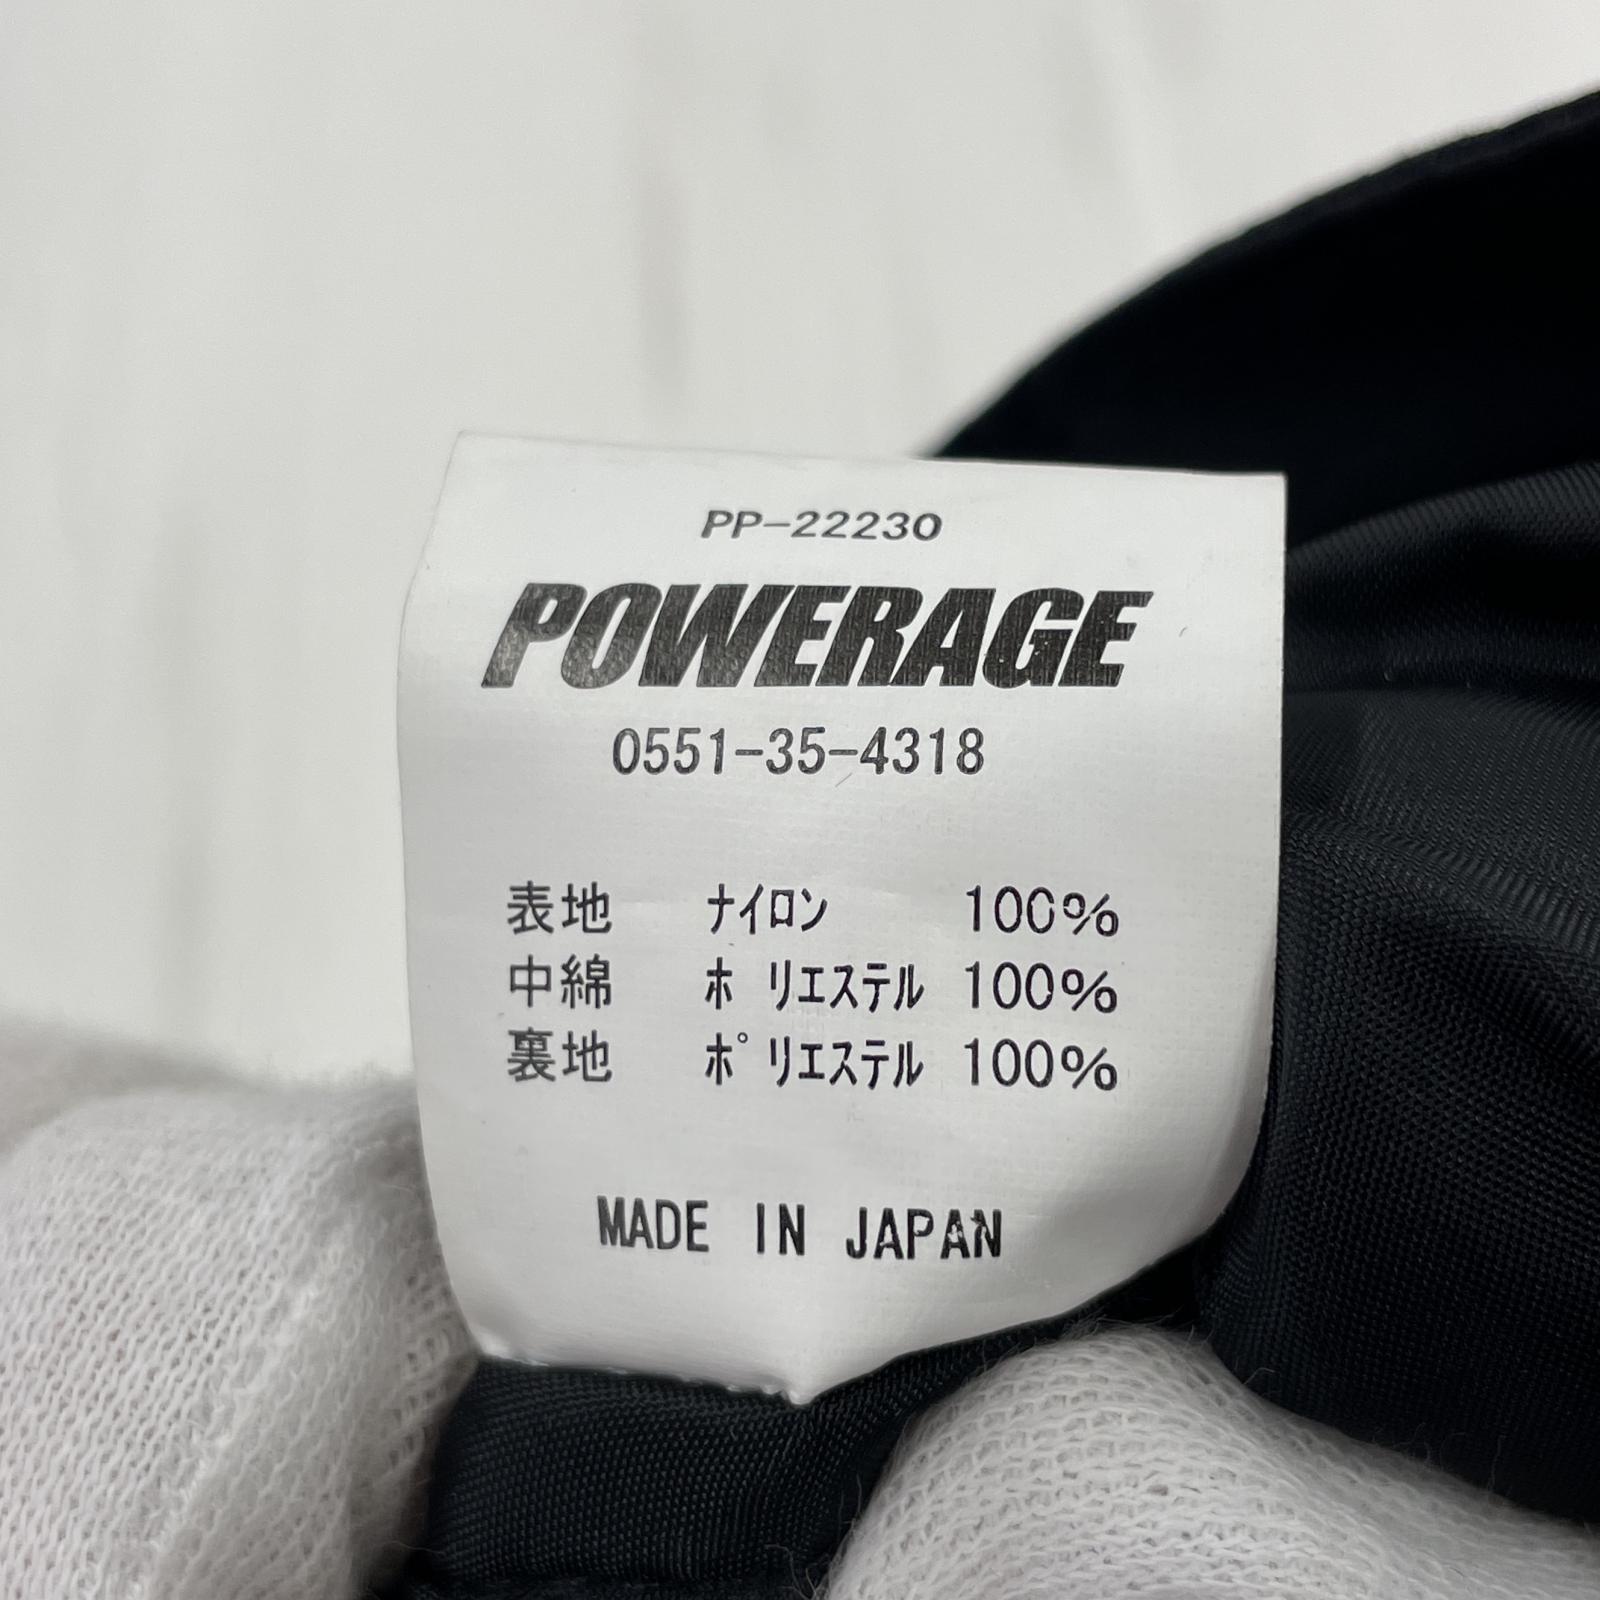 PP-22230
POWERAGE
0551-35-4318
表地 ナイロン 100%
中綿 ホ リエステル 100%
裏地 ポリエステル 100%
MADE IN JAPAN